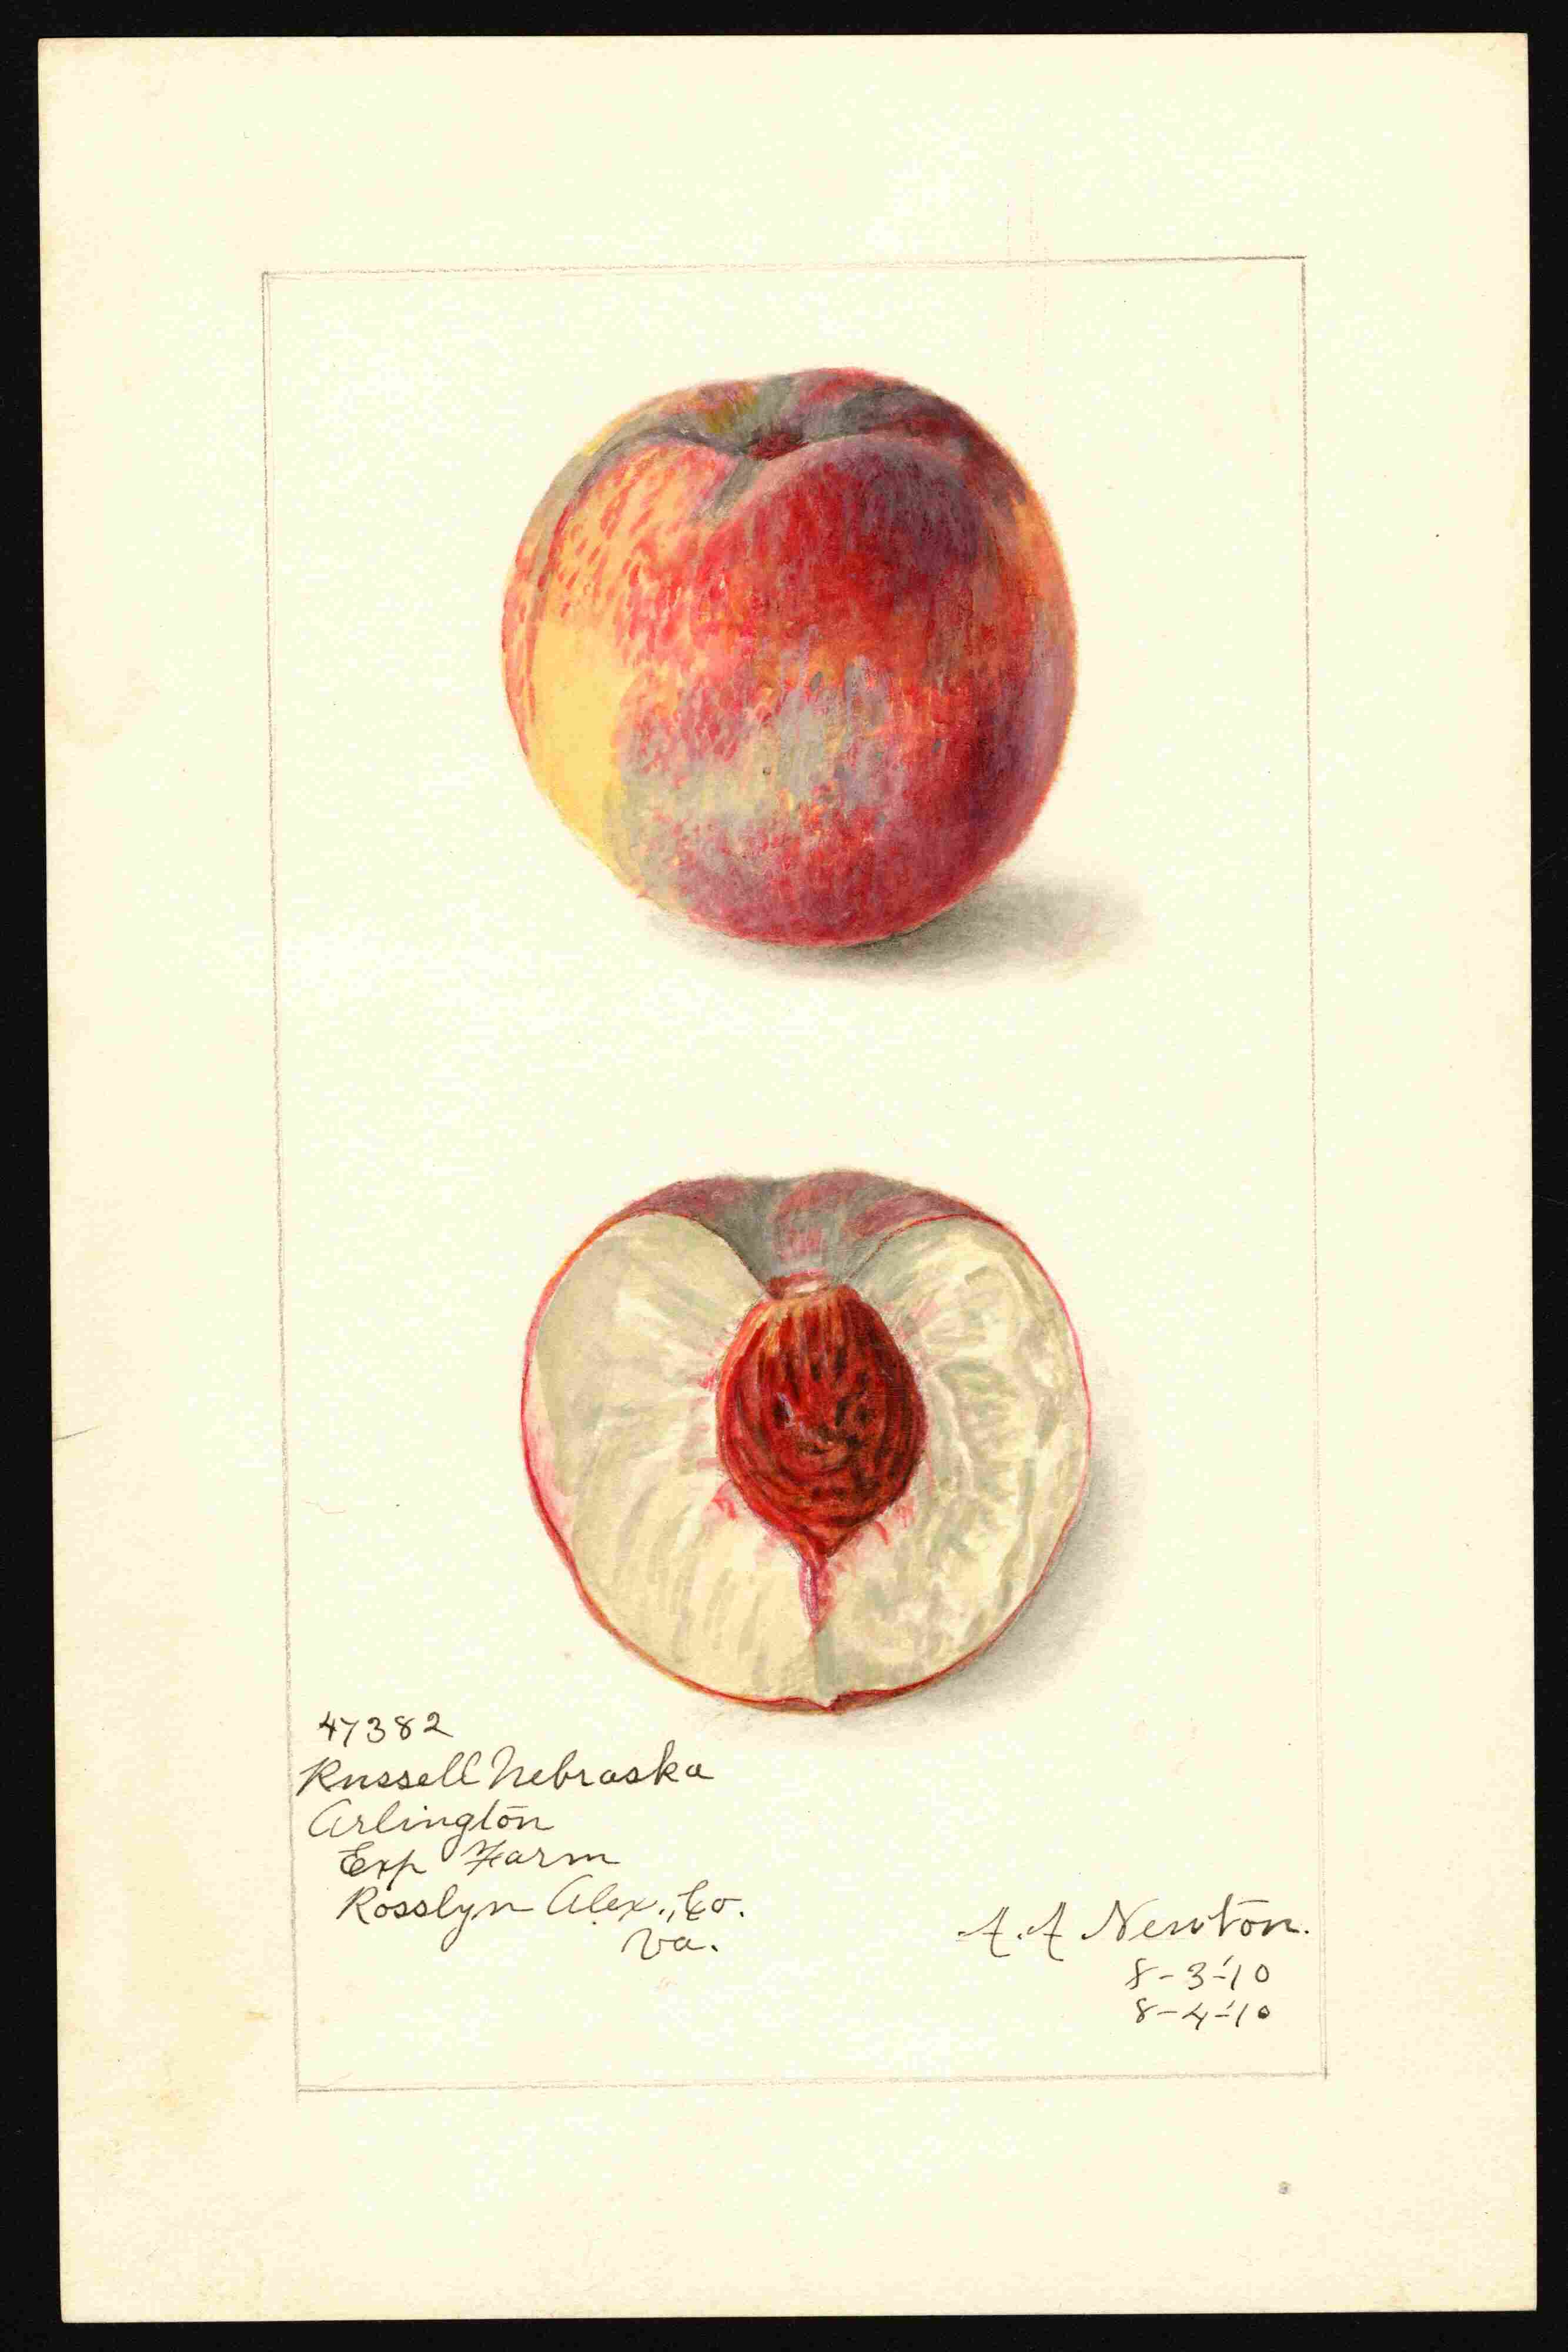 47382
Russell Nebraska
Arlington
Exp Farm
Rosslyn Alex., Co.
Va.
A. A Newton.
8-3-'10
8-4-'10